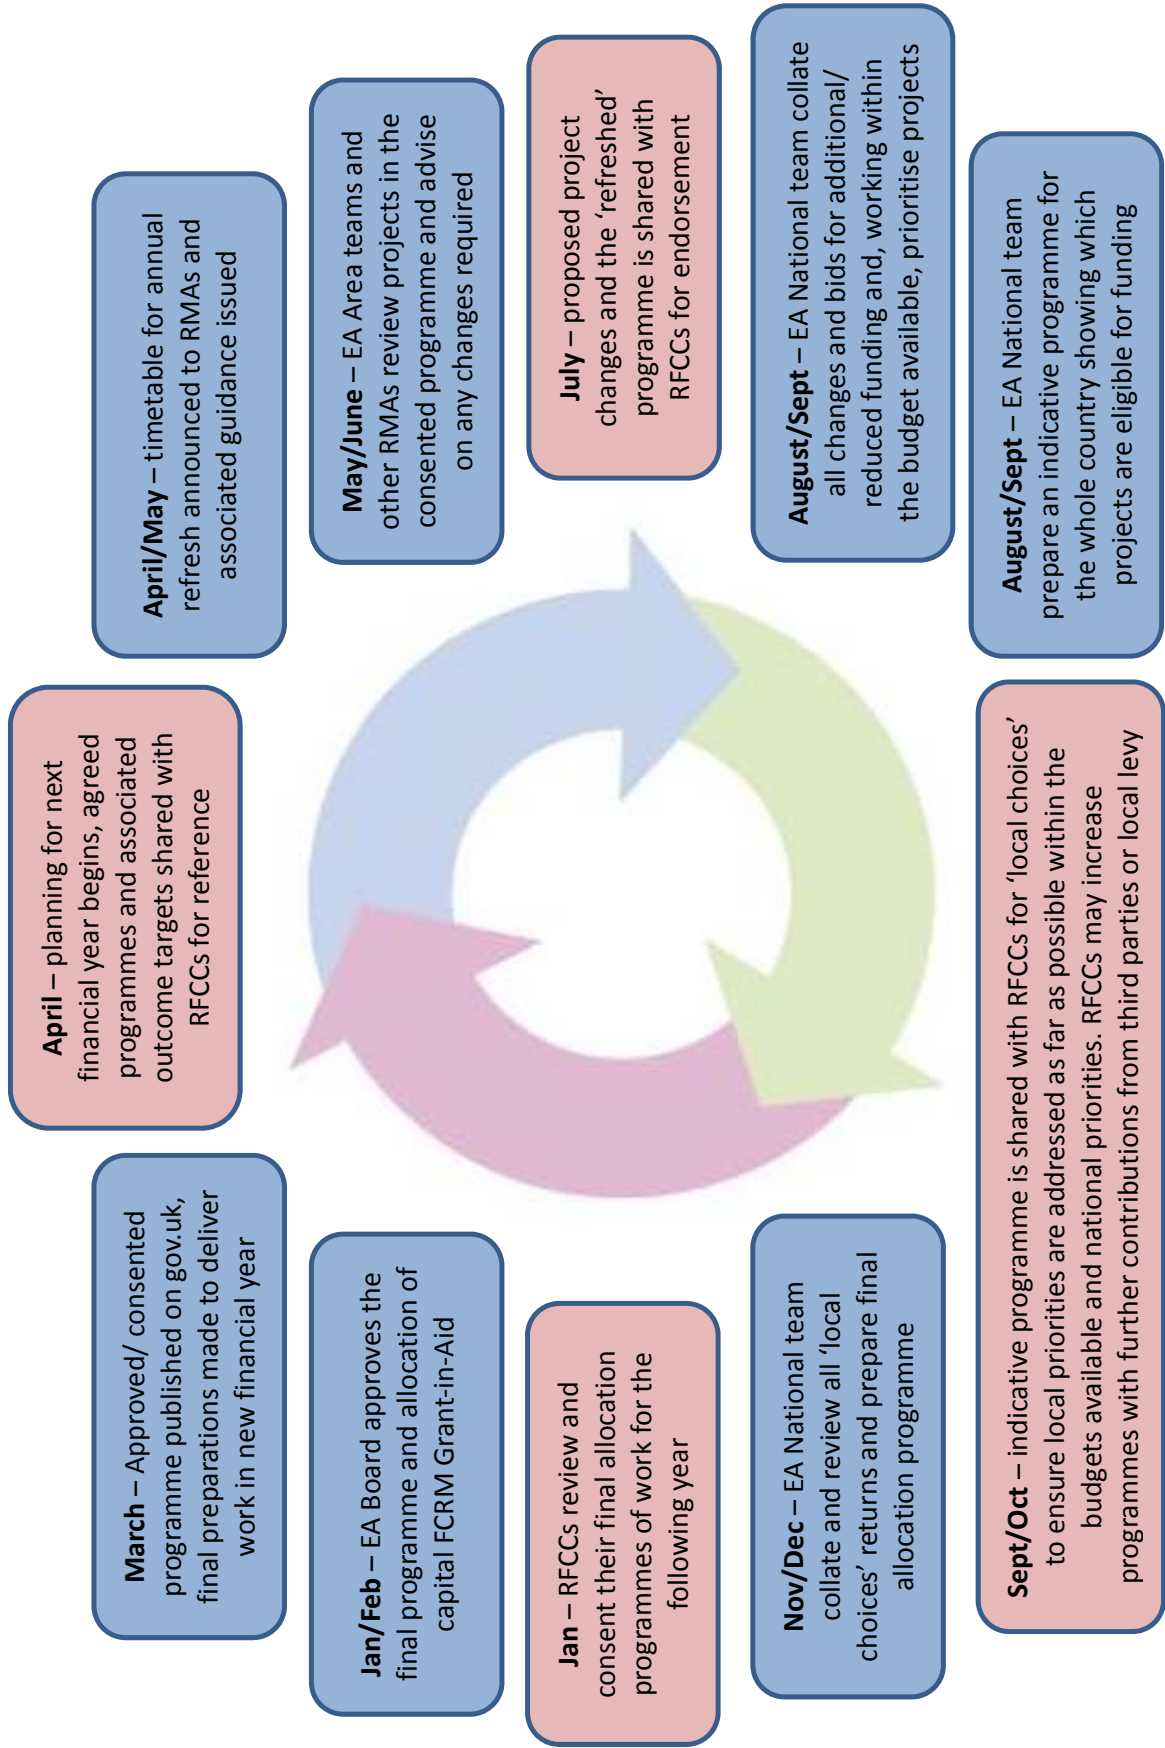 April – planning for next
financial year begins, agreed
programmes and associated
outcome targets shared with
RFCCs for reference
April/May – timetable for annual
refresh announced to RMAs and
associated guidance issued
May/June – EA Area teams and
other RMAs review projects in the
consented programme and advise
on any changes required
July – proposed project
changes and the ‘refreshed’
programme is shared with
RFCCs for endorsement
August/Sept – EA National team collate
all changes and bids for additional/
reduced funding and, working within
the budget available, prioritise projects
August/Sept – EA National team
prepare an indicative programme for
the whole country showing which
projects are eligible for funding
Sept/Oct – indicative programme is shared with RFCCs for ‘local choices’
to ensure local priorities are addressed as far as possible within the
budgets available and national priorities. RFCCs may increase
programmes with further contributions from third parties or local levy
Nov/Dec – EA National team
collate and review all ‘local
choices’ returns and prepare final
allocation programme
Jan – RFCCs review and
consent their final allocation
programmes of work for the
following year
Jan/Feb – EA Board approves the
final programme and allocation of
capital FCRM Grant-in-Aid
March – Approved/ consented
programme published on gov.uk,
final preparations made to deliver
work in new financial year